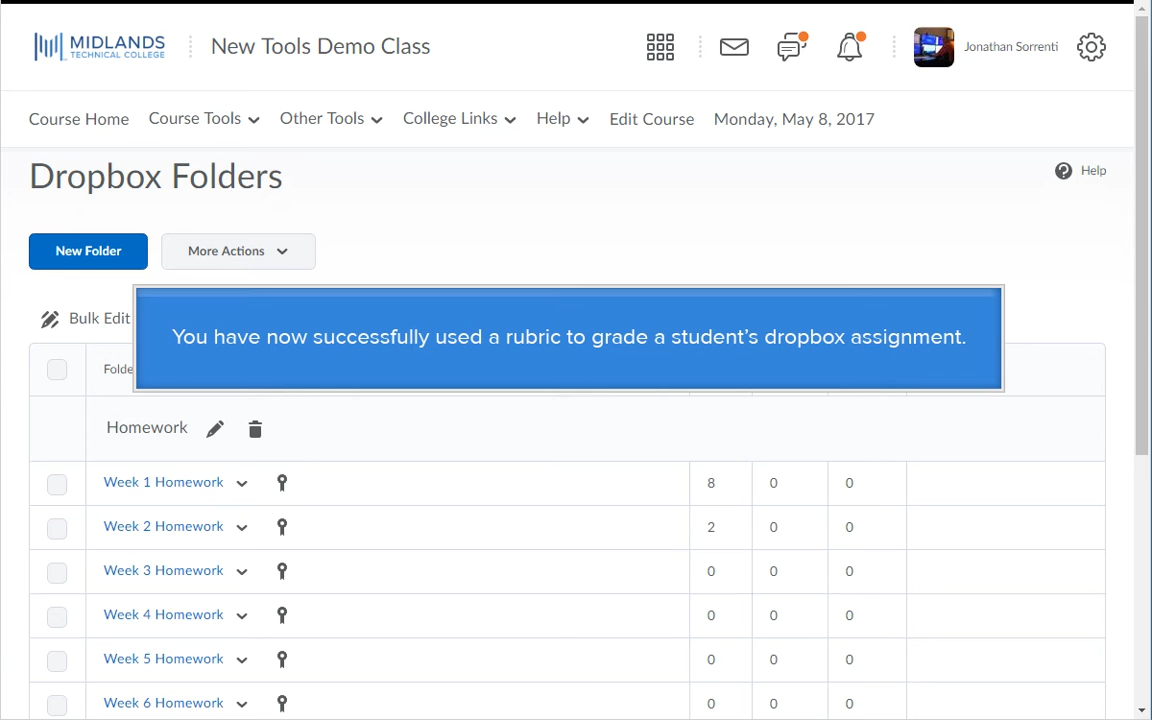 MIDLANDS
TECHNICAL COLLEGE
New Tools Demo Class
Jonathan Sorrenti
Course Home
Course Tools
Other Tools
College Links
Help
Edit Course
Monday, May 8, 2017
Dropbox Folders
Help
New Folder
More Actions
Bulk Edit
You have now successfully used a rubric to grade a student’s dropbox assignment.
Folde
Homework
Week 1 Homework 8 0 0
Week 2 Homework 2 0 0
Week 3 Homework 0 0 0
Week 4 Homework 0 0 0
Week 5 Homework 0 0 0
Week 6 Homework 0 0 0